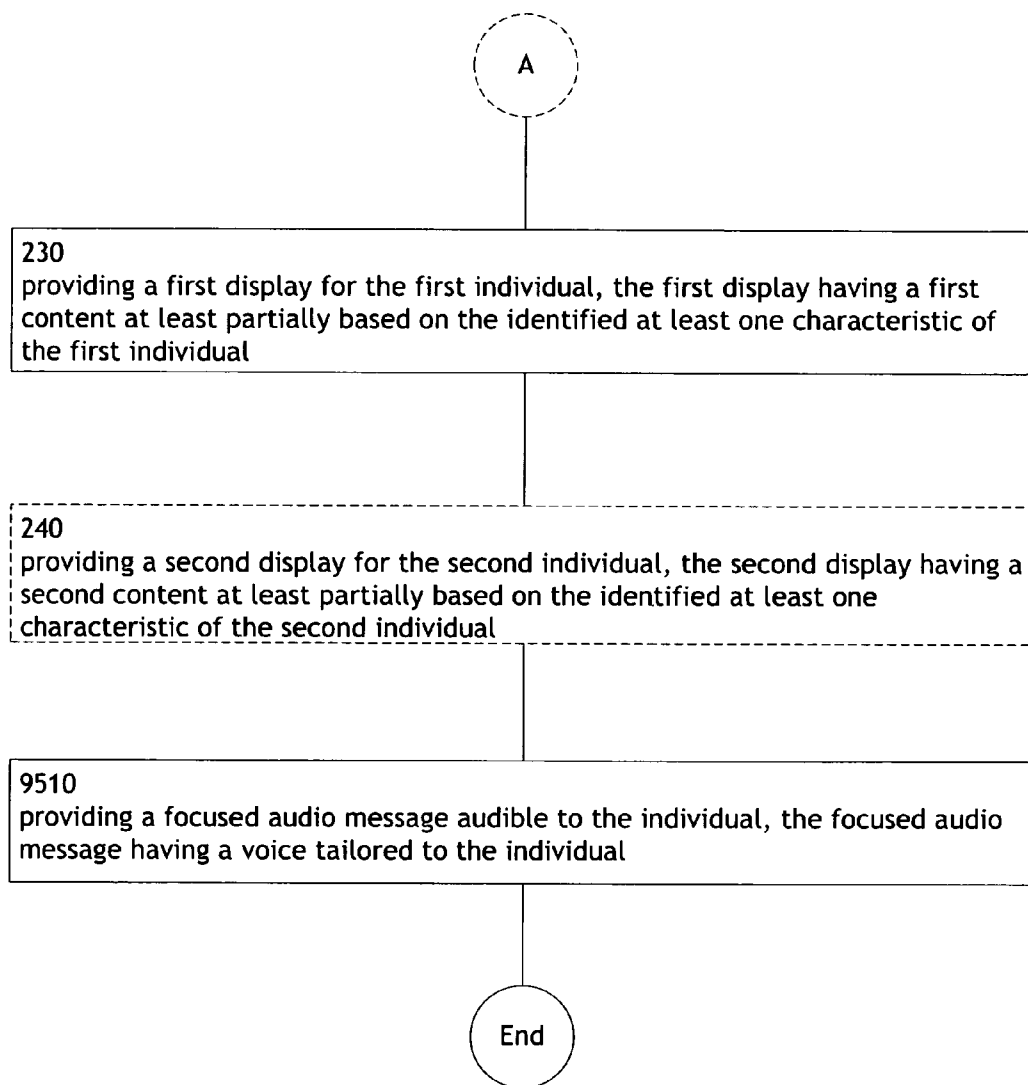 A
230
providing a first display for the first individual, the first display having a first
content at least partially based on the identified at least one characteristic of
the first individual
240
providing a second display for the second individual, the second display having a
second content at least partially based on the identified at least one
characteristic of the second individual
9510
providing a focused audio message audible to the individual, the focused audio
message having a voice tailored to the individual
End